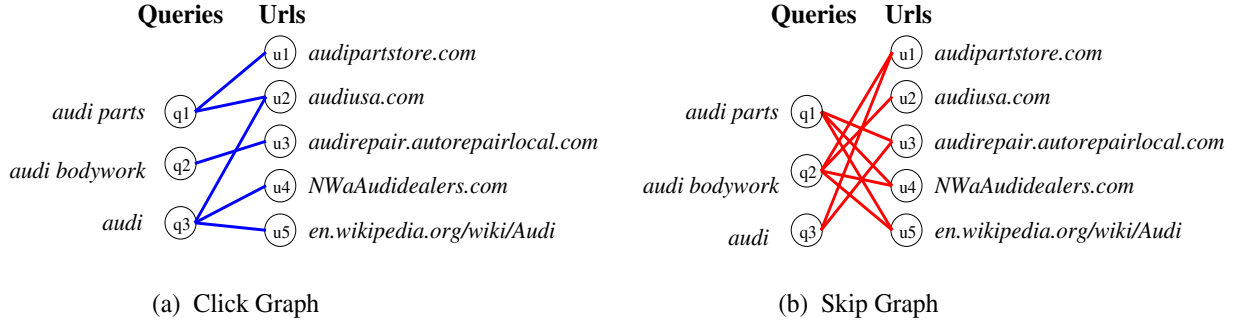 Queries Urls
u1 audipartstore.com
u2 audiusa.com
audi parts q1
u3 audirepair.autorepairlocal.com
audi bodywork q2
u4 NWaAudidealers.com
audi q3
u5 en.wikipedia.org/wiki/Audi
(a) Click Graph
Queries Urls
u1 audipartstore.com
u2 audiusa.com
audi parts q1
u3 audirepair.autorepairlocal.com
audi bodywork q2
u4 NWaAudidealers.com
audi q3
u5 en.wikipedia.org/wiki/Audi
(b) Skip Graph